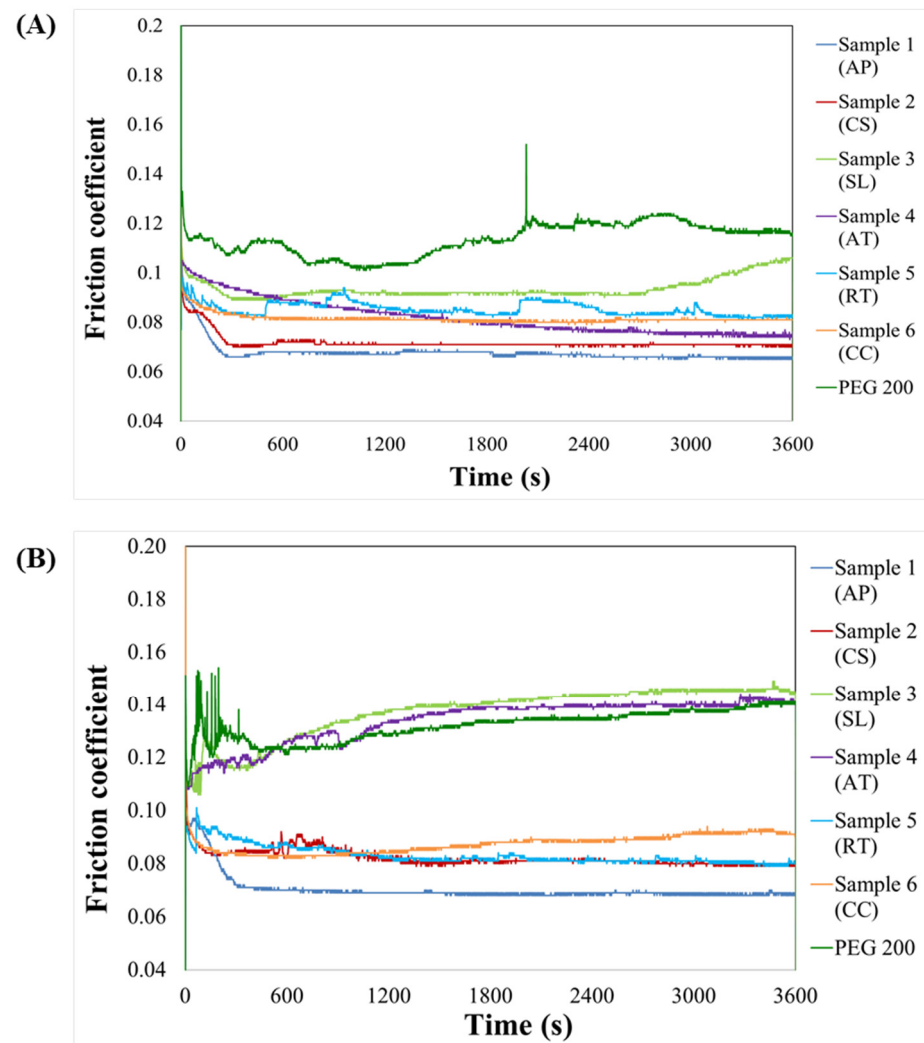 (A)
0.2
0.18
0.16
0.14
0.12
0.1
0.08
0.06
0.04
Friction coefficient
0
600
1200
1800
2400
3000
3600
Time (s)
Sample 1
(AP)
Sample 2
(CS)
Sample 3
(SL)
Sample 4
(AT)
Sample 5
(RT)
Sample 6
(CC)
PEG 200
(B)
0.20
0.18
0.16
0.14
0.12
0.10
0.08
0.06
0.04
Friction coefficient
0
600
1200
1800
2400
3000
3600
Time (s)
Sample 1
(AP)
Sample 2
(CS)
Sample 3
(SL)
Sample 4
(AT)
Sample 5
(RT)
Sample 6
(CC)
PEG 200